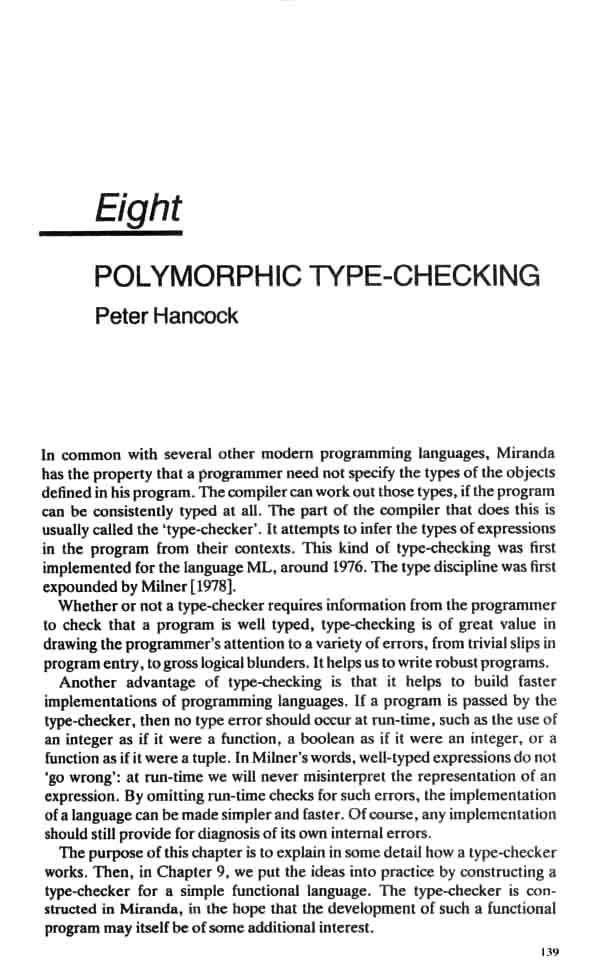 Eight
POLYMORPHIC TYPE-CHECKING
Peter Hancock
In common with several other modern programming languages, Miranda
has the property that a programmer need not specify the types of the objects
defined in his program. The compiler can work out those types, if the program
can be consistently typed at all. The part of the compiler that does this is
usually called the ‘type-checker’. It attempts to infer the types of expressions
in the program from their contexts. This kind of type-checking was first
implemented for the language ML, around 1976. The type discipline was first
expounded by Milner [1978].
Whether or not a type-checker requires information from the programmer
to check that a program is well typed, type-checking is of great value in
drawing the programmer’s attention to a variety of errors, from trivial slips in
program entry, to gross logical blunders. It helps us to write robust programs.
Another advantage of type-checking is that it helps to build faster
implementations of programming languages. If a program is passed by the
type-checker, then no type error should occur at run-time, such as the use of
an integer as if it were a function, a boolean as if it were an integer, or a
function as if it were a tuple. In Milner’s words, well-typed expressions do not
‘go wrong’: at run-time we will never misinterpret the representation of an
expression. By omitting run-time checks for such errors, the implementation
of a language can be made simpler and faster. Of course, any implementation
should still provide for diagnosis of its own internal errors.
The purpose of this chapter is to explain in some detail how a type-checker
works. Then, in Chapter 9, we put the ideas into practice by constructing a
type-checker for a simple functional language. The type-checker is con-
structed in Miranda, in the hope that the development of such a functional
program may itself be of some additional interest.
139